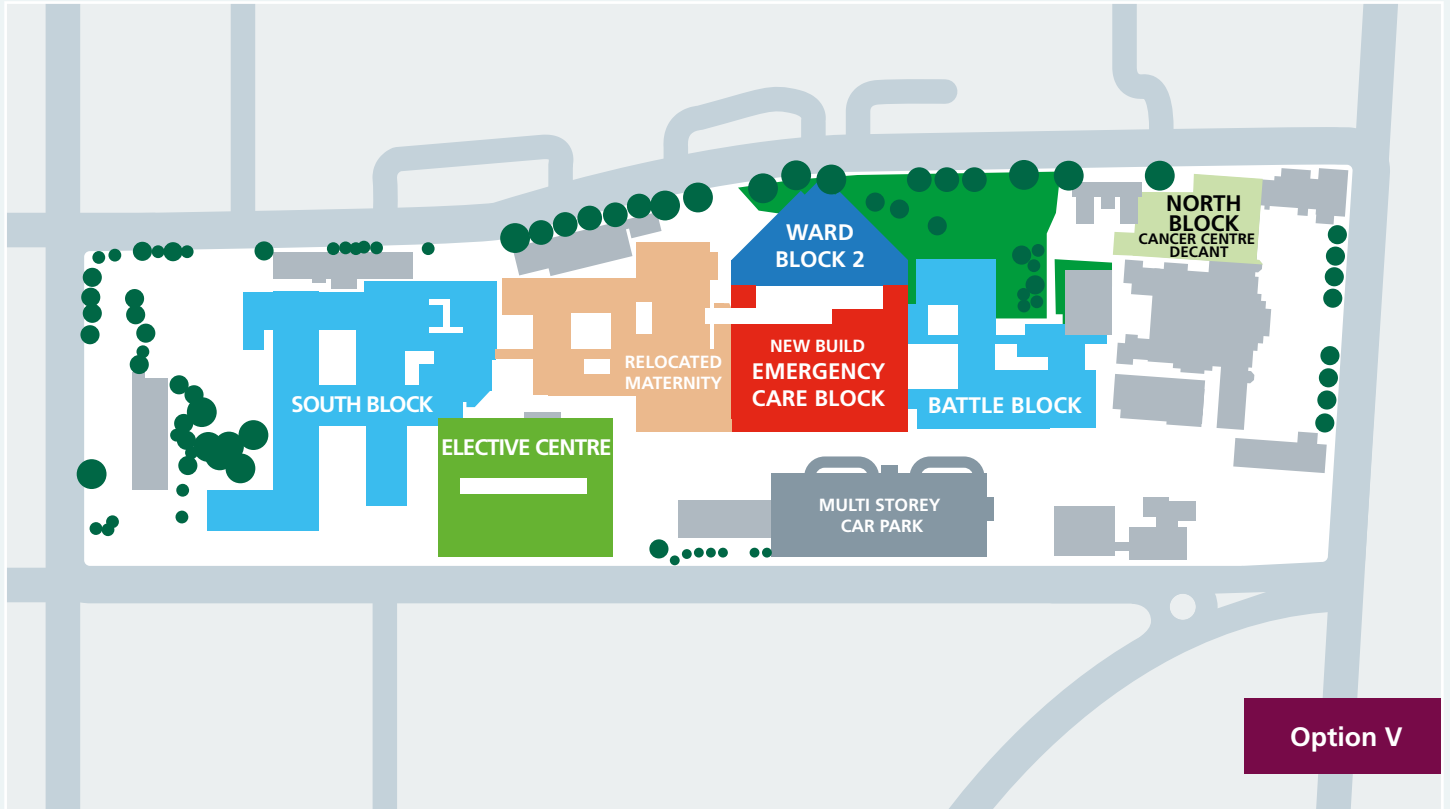 NORTH
BLOCK
CANCER CENTRE
DECANT
WARD
BLOCK 2
NEW BUILD
EMERGENCY
CARE BLOCK
RELOCATED
MATERNITY
SOUTH BLOCK
BATTLE BLOCK
ELECTIVE CENTRE
MULTI STOREY
CAR PARK
Option V